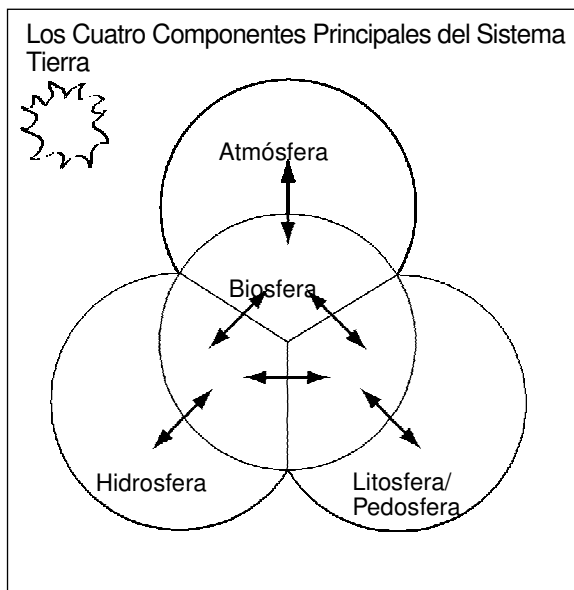 Los Cuatro Componentes Principales del Sistema
Tierra
Atmósfera
Biosfera
Hidrosfera
Litosfera/
Pedosfera